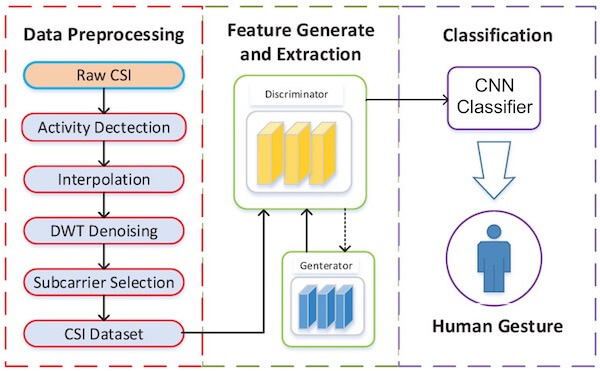 Data Preprocessing
Raw CSI
Activity Dectection
Interpolation
DWT Denoising
Subcarrier Selection
CSI Dataset
Feature Generate
and Extraction
Discriminator
Genterator
Classification
CNN
Classifier
Human Gesture